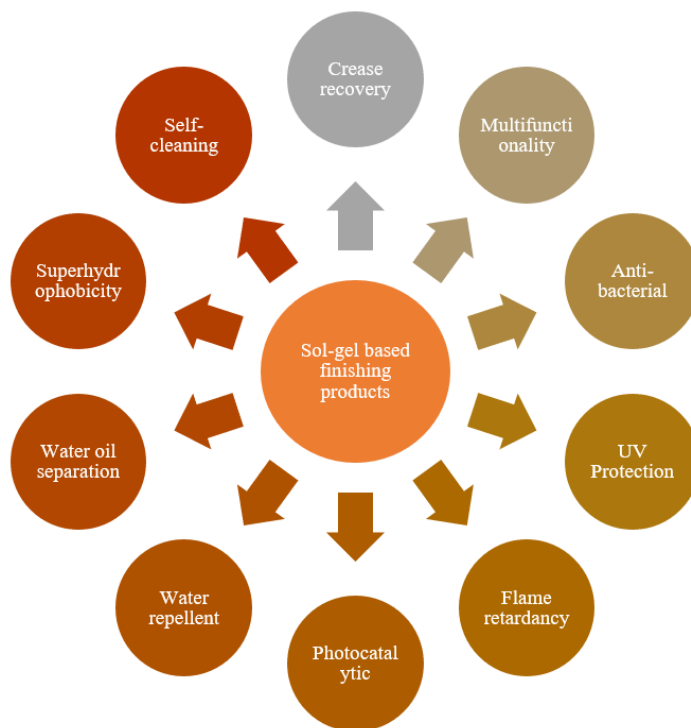 Crease
recovery
Multifuncti
onality
Anti-
bacterial
UV
Protection
Flame
retardancy
Photocatal
ytic
Water
repellent
Water oil
separation
Superhydr
ophobicity
Self-
cleaning
Sol-gel based
finishing
products